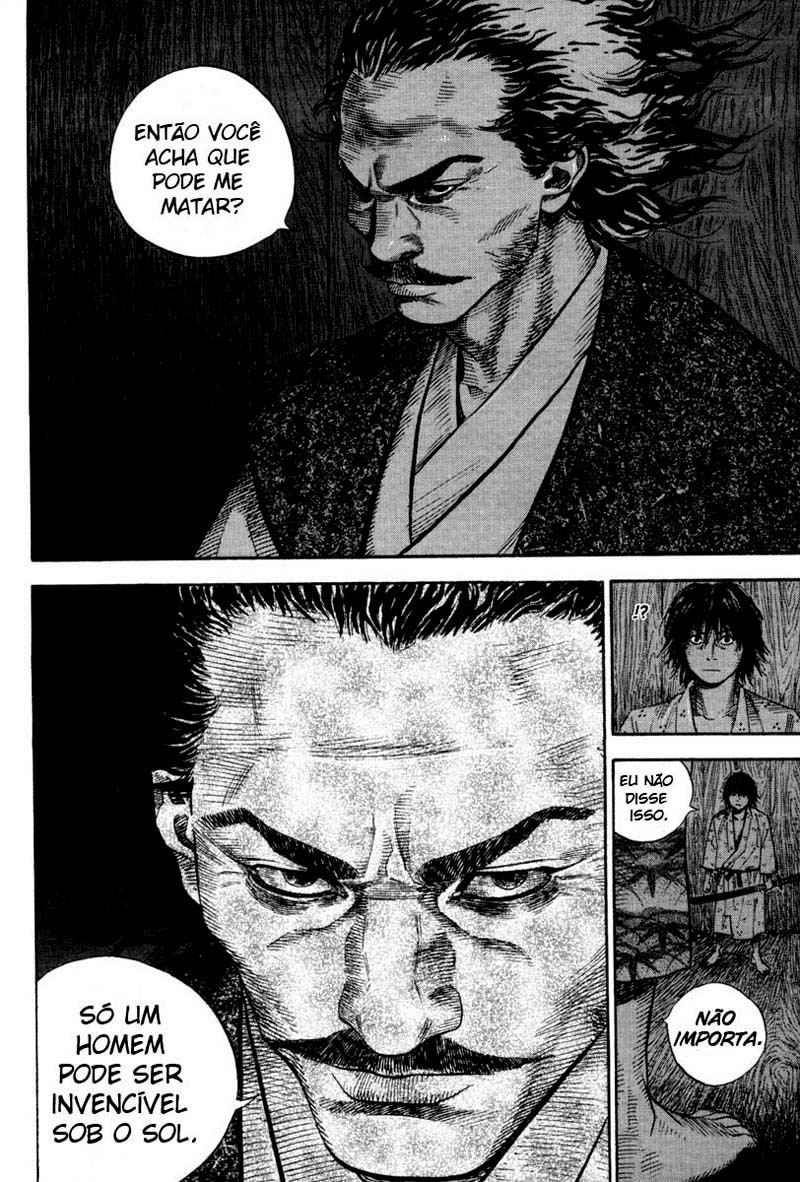 ENTÃO VOCÊ
ACHA QUE
PODE ME
MATAR?
!?
EU NÃO
DISSE
ISSO.
NÃO
IMPORTA.
SÓ UM
HOMEM
PODE SER
INVENCÍVEL
SOB O SOL.